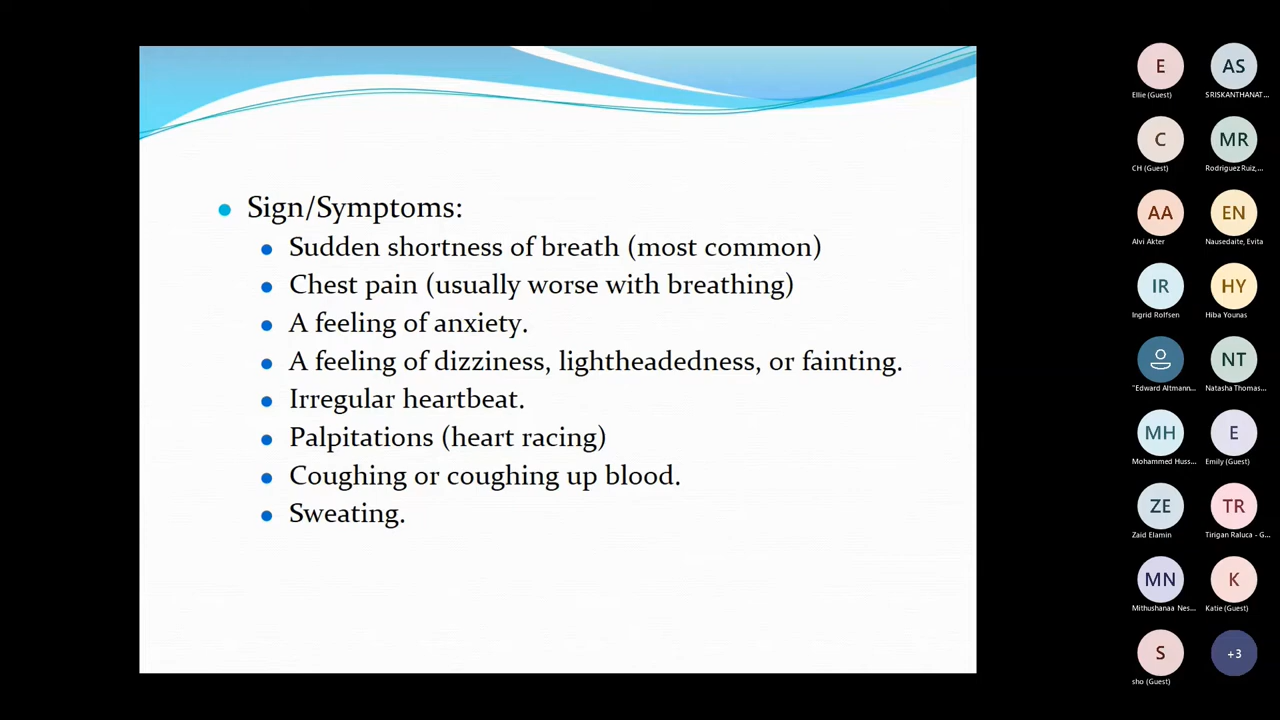 Sign/Symptoms:
Sudden shortness of breath (most common)
Chest pain (usually worse with breathing)
A feeling of anxiety.
A feeling of dizziness, lightheadedness, or fainting.
Irregular heartbeat.
Palpitations (heart racing)
Coughing or coughing up blood.
Sweating.
E
Ellie (Guest)
AS
SRISKANTHANAT...
C
CH (Guest)
MR
Rodriguez Ruiz,...
AA
Alvi Akter
EN
Nausedaite, Evita
IR
Ingrid Rolfsen
HY
Hiba Younas
"Edward Altmann...
NT
Natasha Thomas...
MH
Mohammed Huss...
E
Emily (Guest)
ZE
Zaid Elamin
TR
Tirigan Raluca - G...
MN
Mithushanaa Nes...
K
Katie (Guest)
S
sho (Guest)
+3